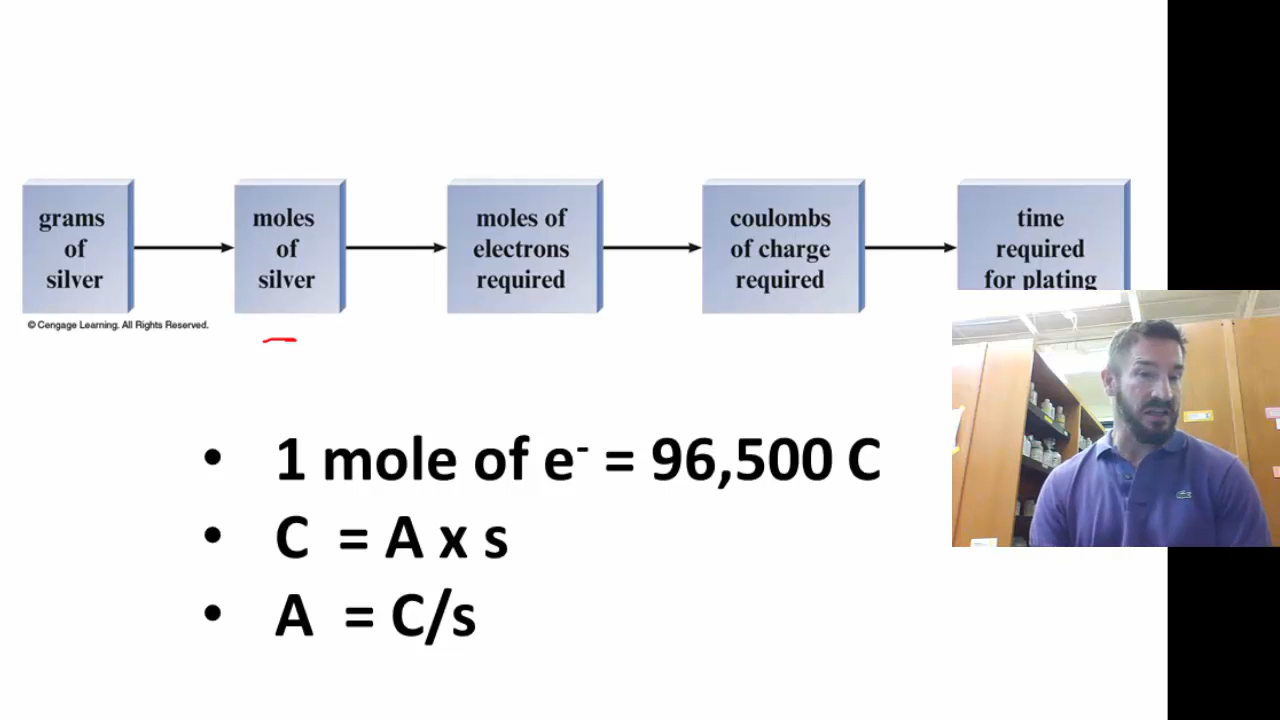 grams
of
silver
moles
of
silver
moles of
electrons
required
coulombs
of charge
required
time
required
for plating
© Cengage Learning. All Rights Reserved.
• 1 mole of e⁻ = 96,500 C
• C = A x s
• A = C/s